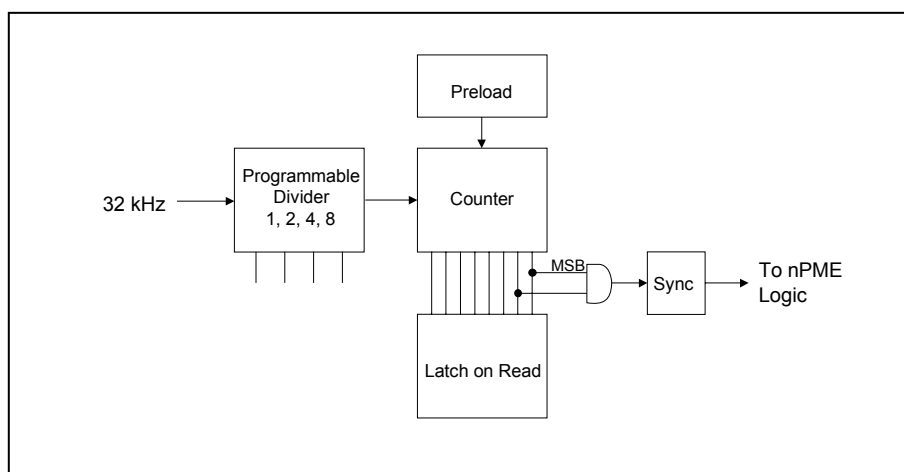 Preload
Programmable
Divider
1, 2, 4, 8
32 kHz
Counter
MSB
Sync
To nPME
Logic
Latch on Read